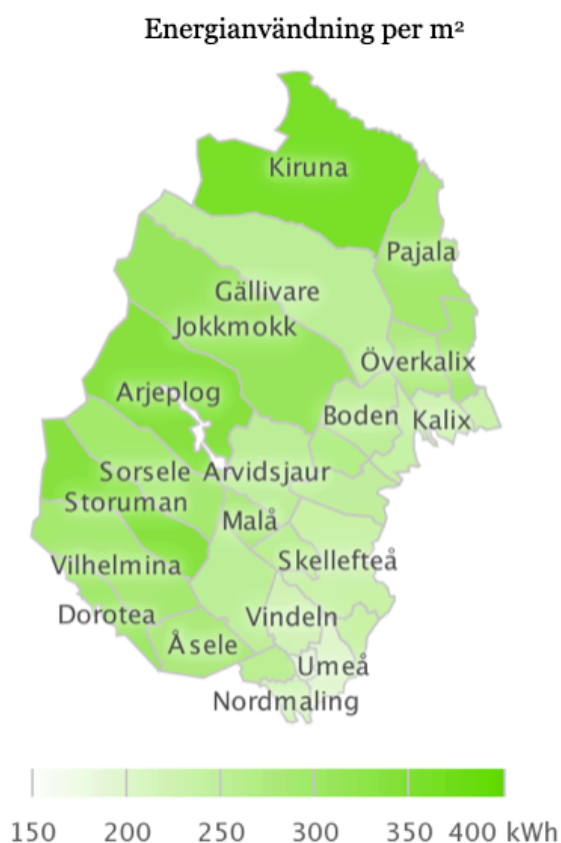 Energianvändning per m²
Kiruna
Pajala
Gällivare
Jokkmokk
Överkalix
Arjeplog
Boden Kalix
Sorsele Arvidsjaur
Storuman
Malå
Vilhelmina
Skellefteå
Dorotea
Vindeln
Åsele
Umeå
Nordmaling
150 200 250 300 350 400 kWh